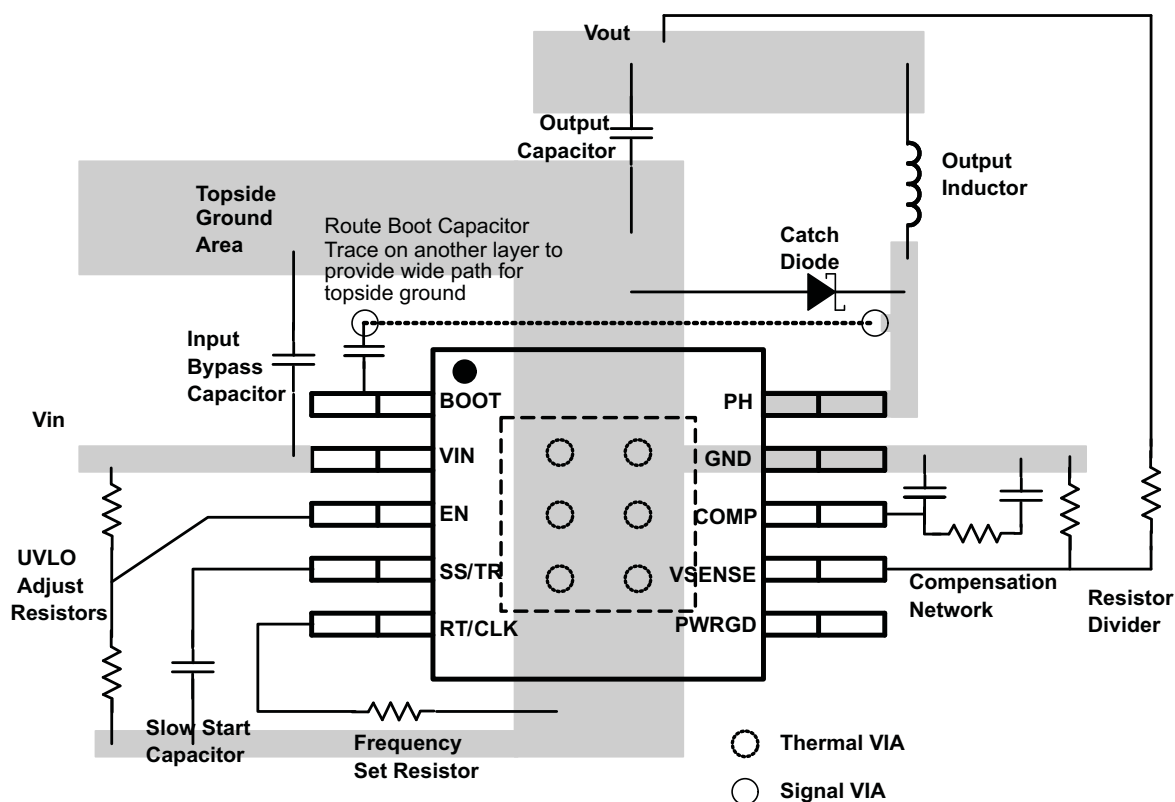 Vout
Output
Capacitor
Output
Inductor
Topside
Ground
Area
Route Boot Capacitor
Trace on another layer to
provide wide path for
topside ground
Catch
Diode
Input
Bypass
Capacitor
Vin
BOOT
VIN
EN
SS/TR
RT/CLK
PH
GND
COMP
VSENSE
PWRGD
UVLO
Adjust
Resistors
Compensation
Network
Resistor
Divider
Slow Start
Capacitor
Frequency
Set Resistor
Thermal VIA
Signal VIA